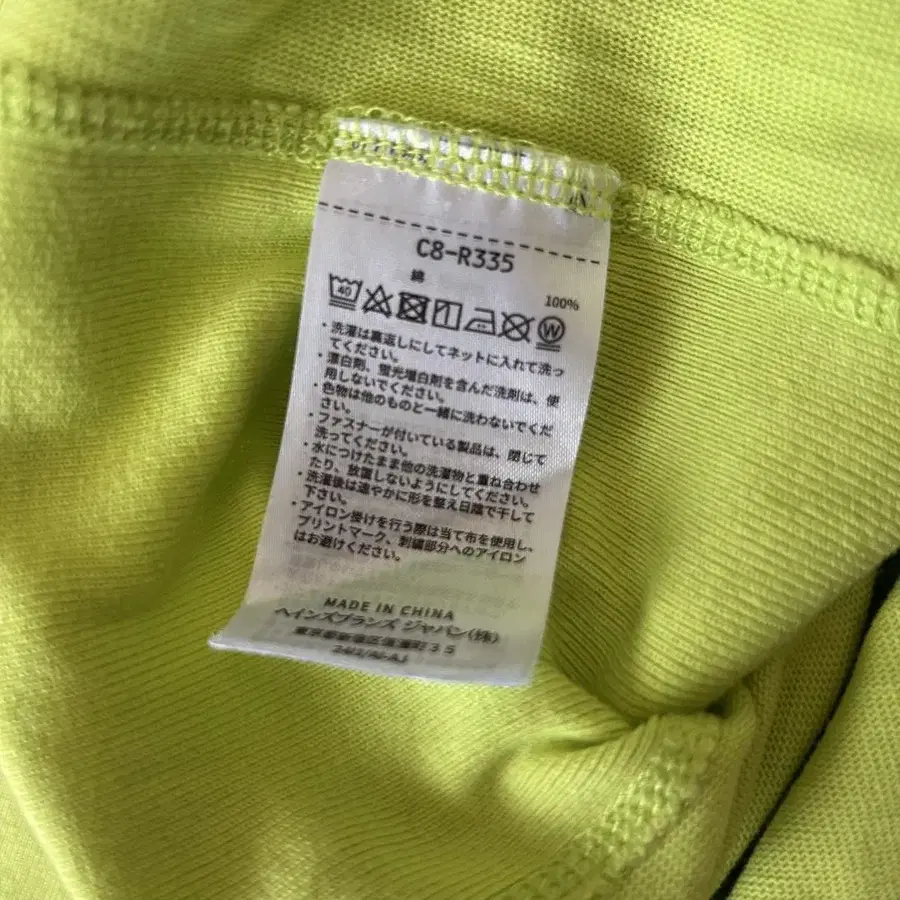 C8-R335
綿
100%
40
W
・洗濯は裏返しにしてネットに入れて洗っ
てください。
・漂白剤、蛍光増白剤を含んだ洗剤は、使
用しないでください。
・色物は他のものと一緒に洗わないでくだ
さい。
・ファスナーが付いている製品は、閉じて
洗ってください。
・水につけたまま他の洗濯物と重ね合わせ
たり、放置しないようにしてください。
・洗濯後は速やかに形を整え日陰で干して
下さい。
・アイロン掛けを行う際は当て布を使用し、
プリントマーク、刺繍部分へのアイロン
はお避けください。
MADE IN CHINA
ヘインズブランズ ジャパン(株)